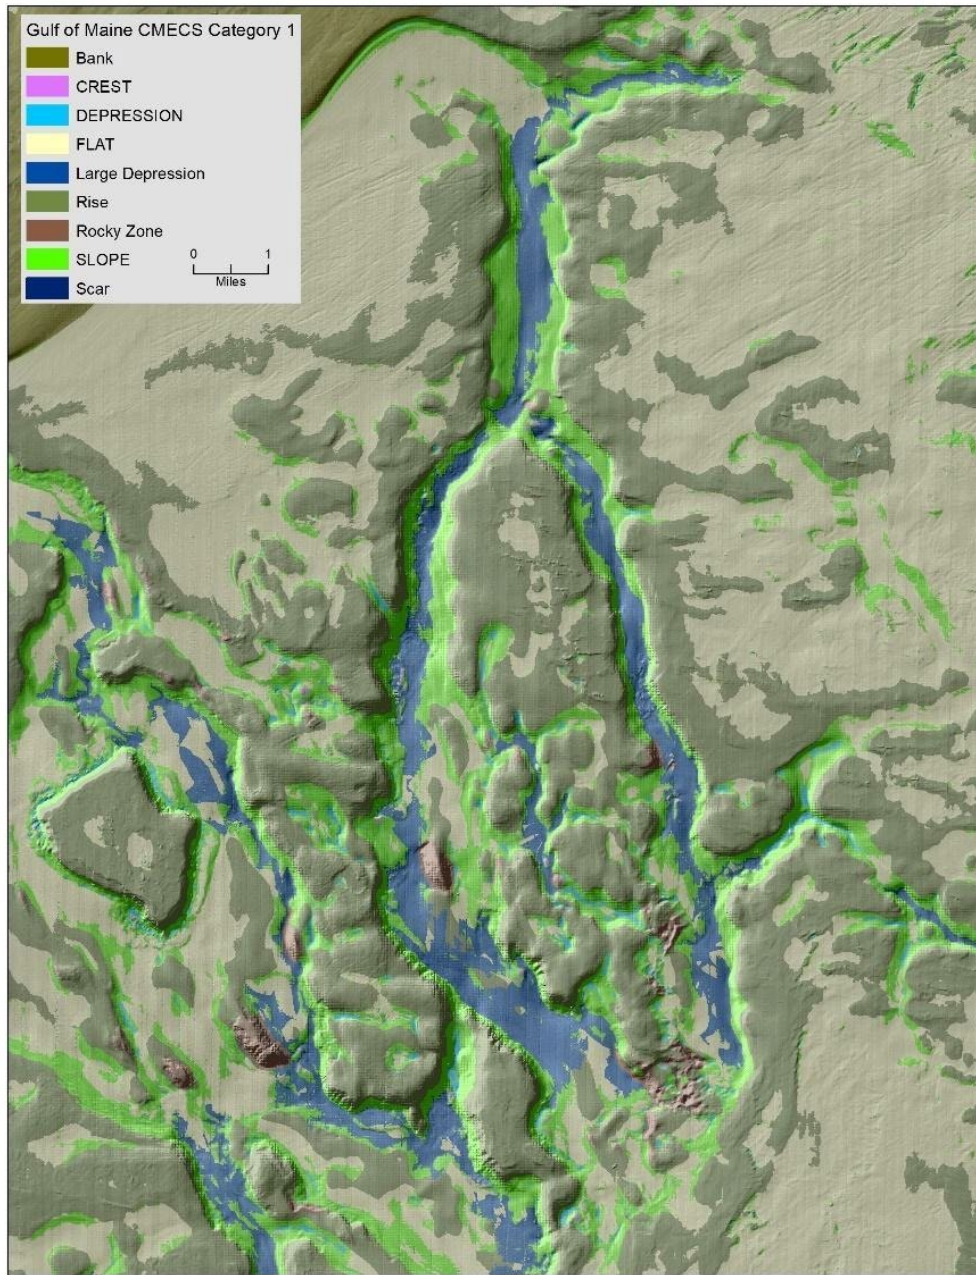 Gulf of Maine CMECS Category 1
Bank
CREST
DEPRESSION
FLAT
Large Depression
Rise
Rocky Zone
SLOPE
Scar
0 1
Miles